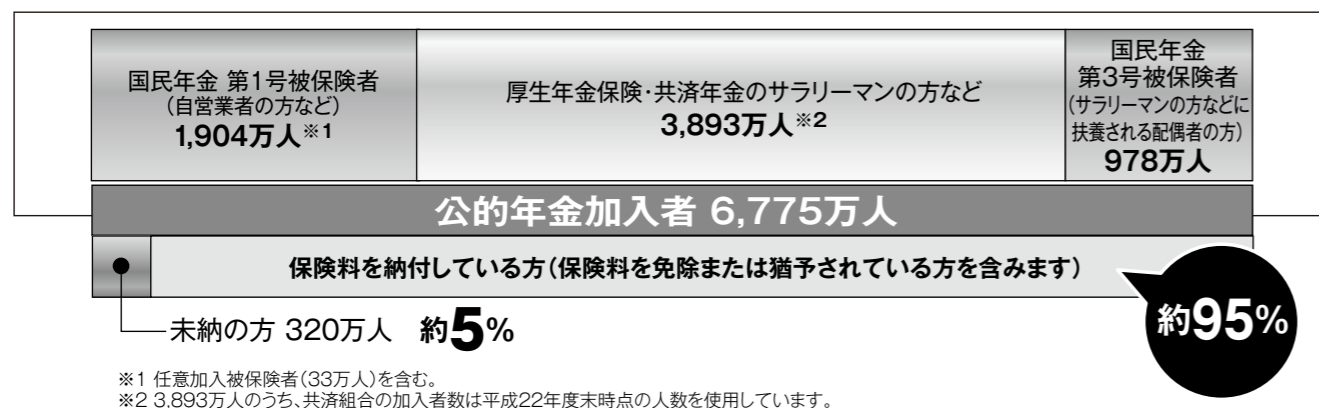 国民年金 第1号被保険者
(自営業者の方など)
1,904万人※1
厚生年金保険・共済年金のサラリーマンの方など
3,893万人※2
国民年金
第3号被保険者
(サラリーマンの方などに
扶養される配偶者の方)
978万人
公的年金加入者 6,775万人
保険料を納付している方(保険料を免除または猶予されている方を含みます)
約95%
未納の方 320万人 約5%
※1 任意加入被保険者(33万人)を含む。
※2 3,893万人のうち、共済組合の加入者数は平成22年度末時点の人数を使用しています。